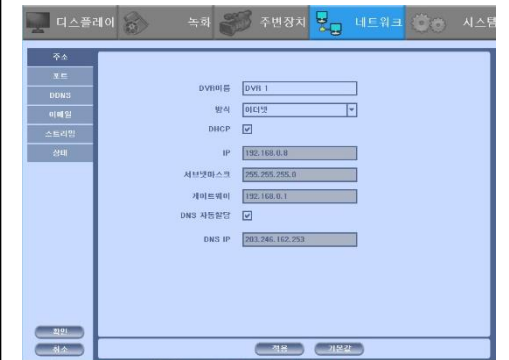 디스플레이 녹화 주변장치 네트워크 시스템
주소
포트
DDNS
이메일
스트리밍
상태
DVR이름 DVR 1
방식 이더넷
DHCP
IP 192.168.0.8
서브넷마스크 255.255.255.0
게이트웨이 192.168.0.1
DNS 자동할당
DNS IP 203.246.162.253
확인
취소
적용 기본값